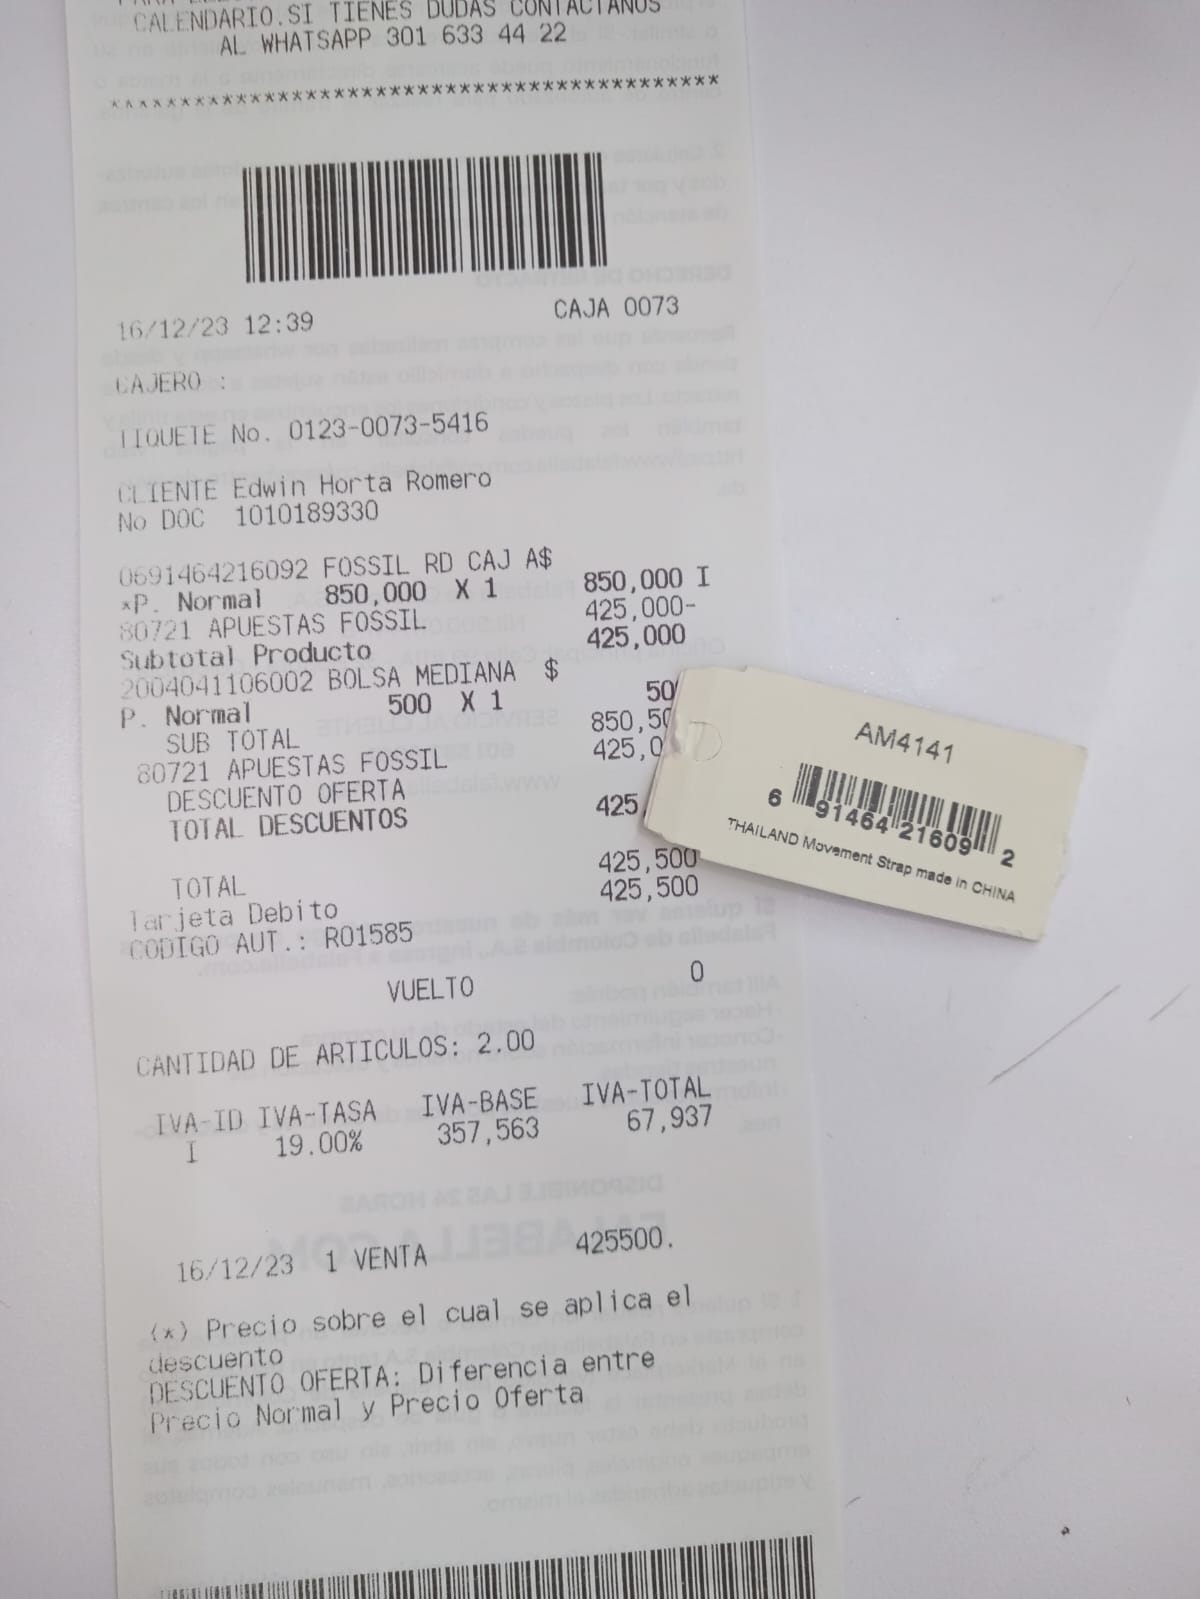 CALENDARIO.SI TIENES DUDAS CONTACTANOS
AL WHATSAPP 301 633 44 22
*******************************************
16/12/23 12:39 CAJA 0073
CAJERO :
TIQUETE No. 0123-0073-5416
CLIENTE Edwin Horta Romero
No DOC 1010189330
0691464216092 FOSSIL RD CAJ A$
*P. Normal 850,000 X 1 850,000 I
80721 APUESTAS FOSSIL 425,000-
Subtotal Producto 425,000
2004041106002 BOLSA MEDIANA $
P. Normal 500 X 1
SUB TOTAL
80721 APUESTAS FOSSIL
DESCUENTO OFERTA
TOTAL DESCUENTOS
TOTAL 425,500
Tarjeta Debito 425,500
CODIGO AUT.: R01585
VUELTO 0
CANTIDAD DE ARTICULOS: 2.00
IVA-ID IVA-TASA IVA-BASE IVA-TOTAL
I 19.00% 357,563 67,937
16/12/23 1 VENTA 425500.
(*) Precio sobre el cual se aplica el
descuento
DESCUENTO OFERTA: Diferencia entre
Precio Normal y Precio Oferta
AM4141
6 91464 21609 2
THAILAND Movement Strap made in CHINA